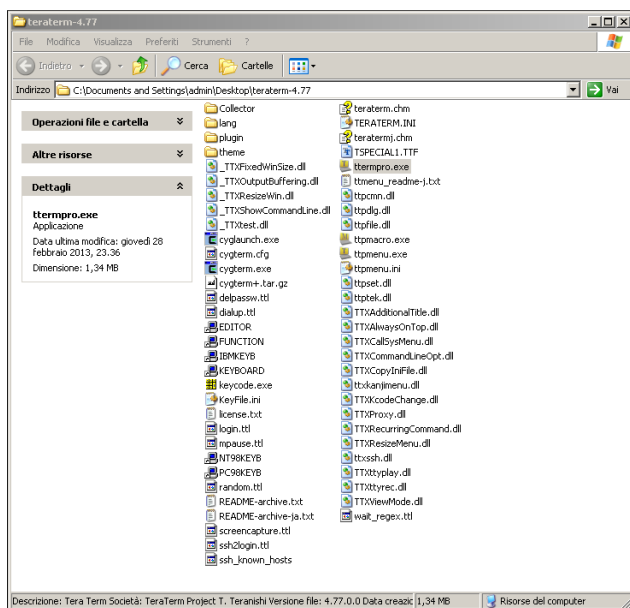 teraterm-4.77
File Modifica Visualizza Preferiti Strumenti ?
Indietro Cerca Cartelle
Indirizzo C:\Documents and Settings\admin\Desktop\teraterm-4.77 Vai
Operazioni file e cartella
Altre risorse
Dettagli
ttermpro.exe
Applicazione
Data ultima modifica: giovedì 28
febbraio 2013, 23.36
Dimensione: 1,34 MB
Collector
lang
plugin
theme
_TTXFixedWinSize.dll
_TTXOutputBuffering.dll
_TTXResizeWin.dll
_TTXShowCommandLine.dll
_TTXtest.dll
cyglaunch.exe
cygterm.cfg
cygterm.exe
cygterm+.tar.gz
delpassw.ttl
dialup.ttl
EDITOR
FUNCTION
IBMKEYB
KEYBOARD
keycode.exe
KeyFile.ini
license.txt
login.ttl
mpause.ttl
NT98KEYB
PC98KEYB
random.ttl
README-archive.txt
README-archive-ja.txt
screencapture.ttl
ssh2login.ttl
ssh_known_hosts
teraterm.chm
TERATERM.INI
teratermj.chm
TSPECIAL1.TTF
ttermpro.exe
ttmenu_readme-j.txt
ttpcmn.dll
ttpdlg.dll
ttpfile.dll
ttpmacro.exe
ttpmenu.exe
ttpmenu.ini
ttpset.dll
ttptek.dll
TTXAdditionalTitle.dll
TTXAlwaysOnTop.dll
TTXCallSysMenu.dll
TTXCommandLineOpt.dll
TTXCopyIniFile.dll
ttxkanjimenu.dll
TTXKcodeChange.dll
TTXProxy.dll
TTXRecurringCommand.dll
TTXResizeMenu.dll
ttxssh.dll
TTXttyplay.dll
TTXttyrec.dll
TTXViewMode.dll
wait_regex.ttl
Descrizione: Tera Term Società: TeraTerm Project T. Teranishi Versione file: 4.77.0.0 Data creazic 1,34 MB Risorse del computer